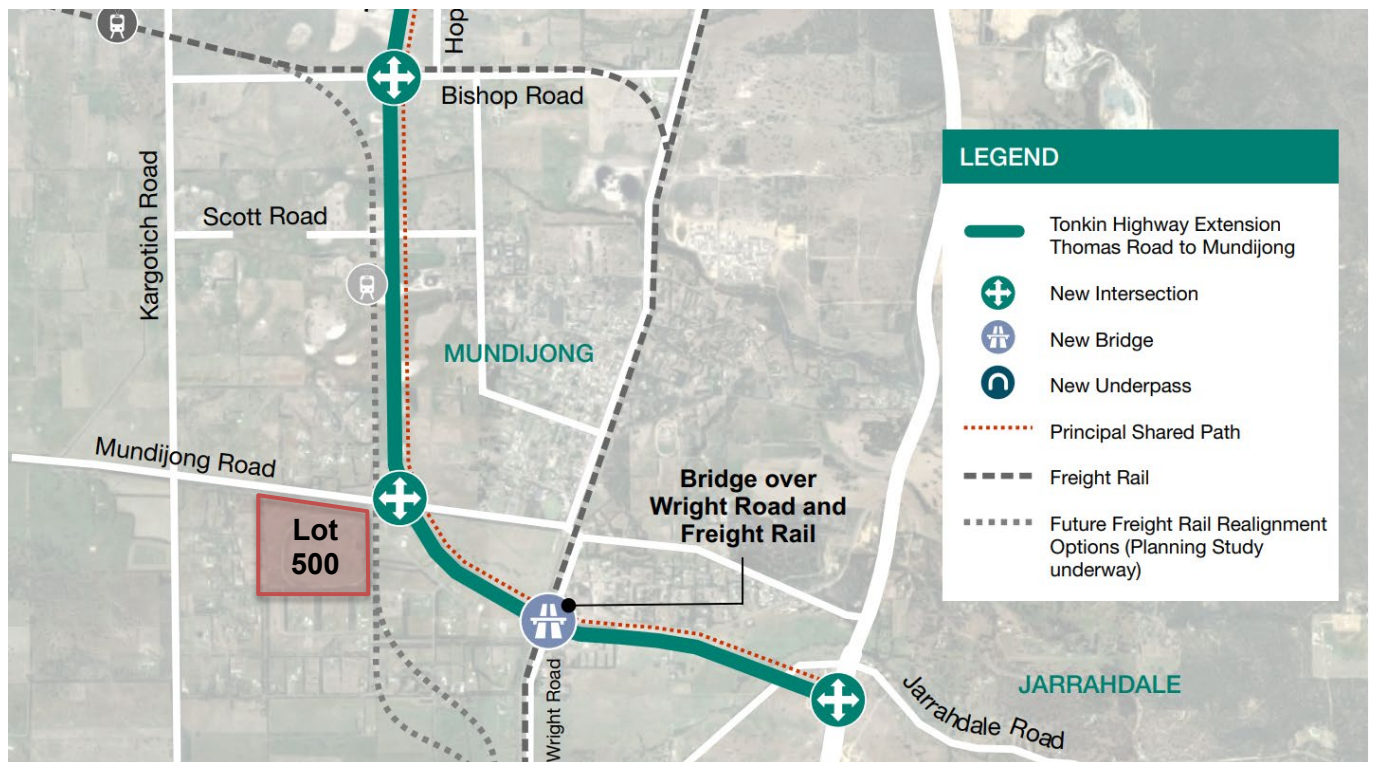 Hop
Bishop Road
Kargotich Road
Scott Road
MUNDIJONG
Mundijong Road
Lot
500
Bridge over
Wright Road and
Freight Rail
Wright Road
Jarrahdale Road
JARRAHDALE
LEGEND
Tonkin Highway Extension
Thomas Road to Mundijong
New Intersection
New Bridge
New Underpass
Principal Shared Path
Freight Rail
Future Freight Rail Realignment
Options (Planning Study
underway)